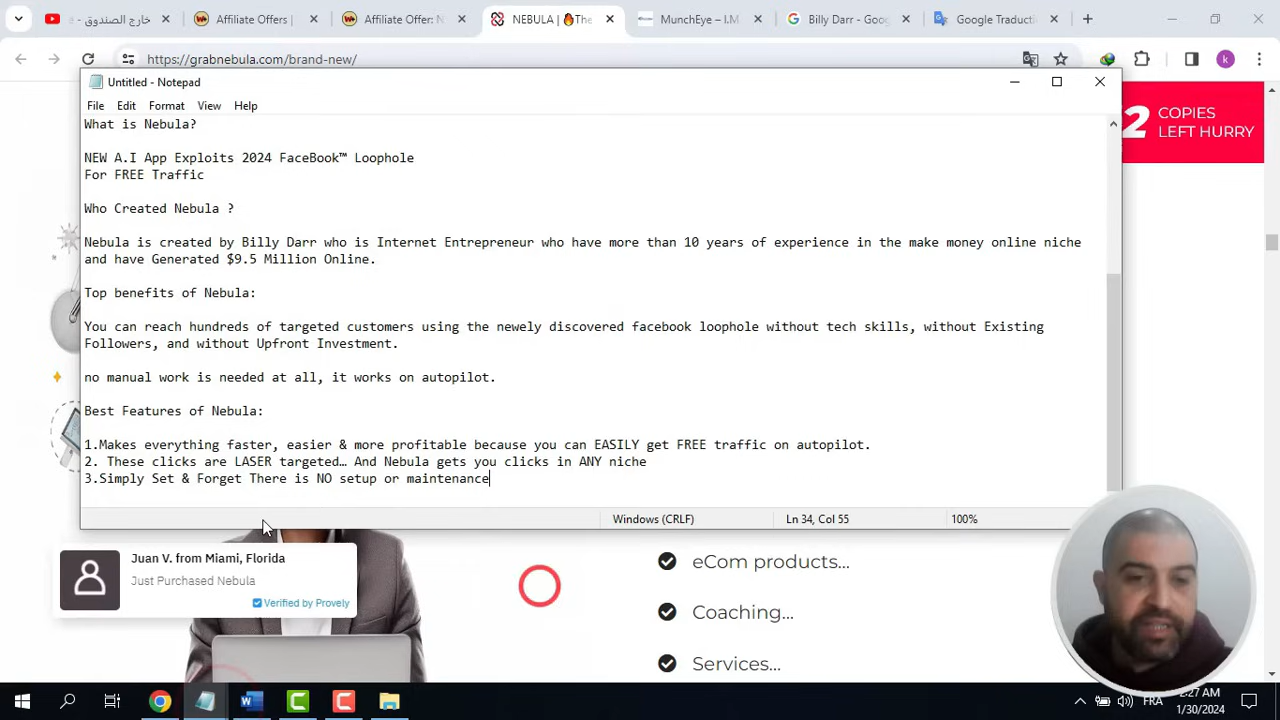 خارج الصندوق -
Affiliate Offers |
Affiliate Offer: N
NEBULA | 🔥The
MunchEye – I.M
Billy Darr - Goo
Google Traducti
https://grabnebula.com/brand-new/
k
Untitled - Notepad
File Edit Format View Help
2 COPIES
LEFT HURRY
What is Nebula?
NEW A.I App Exploits 2024 FaceBook™ Loophole
For FREE Traffic
Who Created Nebula ?
Nebula is created by Billy Darr who is Internet Entrepreneur who have more than 10 years of experience in the make money online niche
and have Generated $9.5 Million Online.
Top benefits of Nebula:
You can reach hundreds of targeted customers using the newly discovered facebook loophole without tech skills, without Existing
Followers, and without Upfront Investment.
no manual work is needed at all, it works on autopilot.
Best Features of Nebula:
1.Makes everything faster, easier & more profitable because you can EASILY get FREE traffic on autopilot.
2. These clicks are LASER targeted… And Nebula gets you clicks in ANY niche
3.Simply Set & Forget There is NO setup or maintenance
Windows (CRLF) Ln 34, Col 55 100%
Juan V. from Miami, Florida
Just Purchased Nebula
Verified by Provely
eCom products...
Coaching...
Services...
FRA
:27 AM
1/30/2024